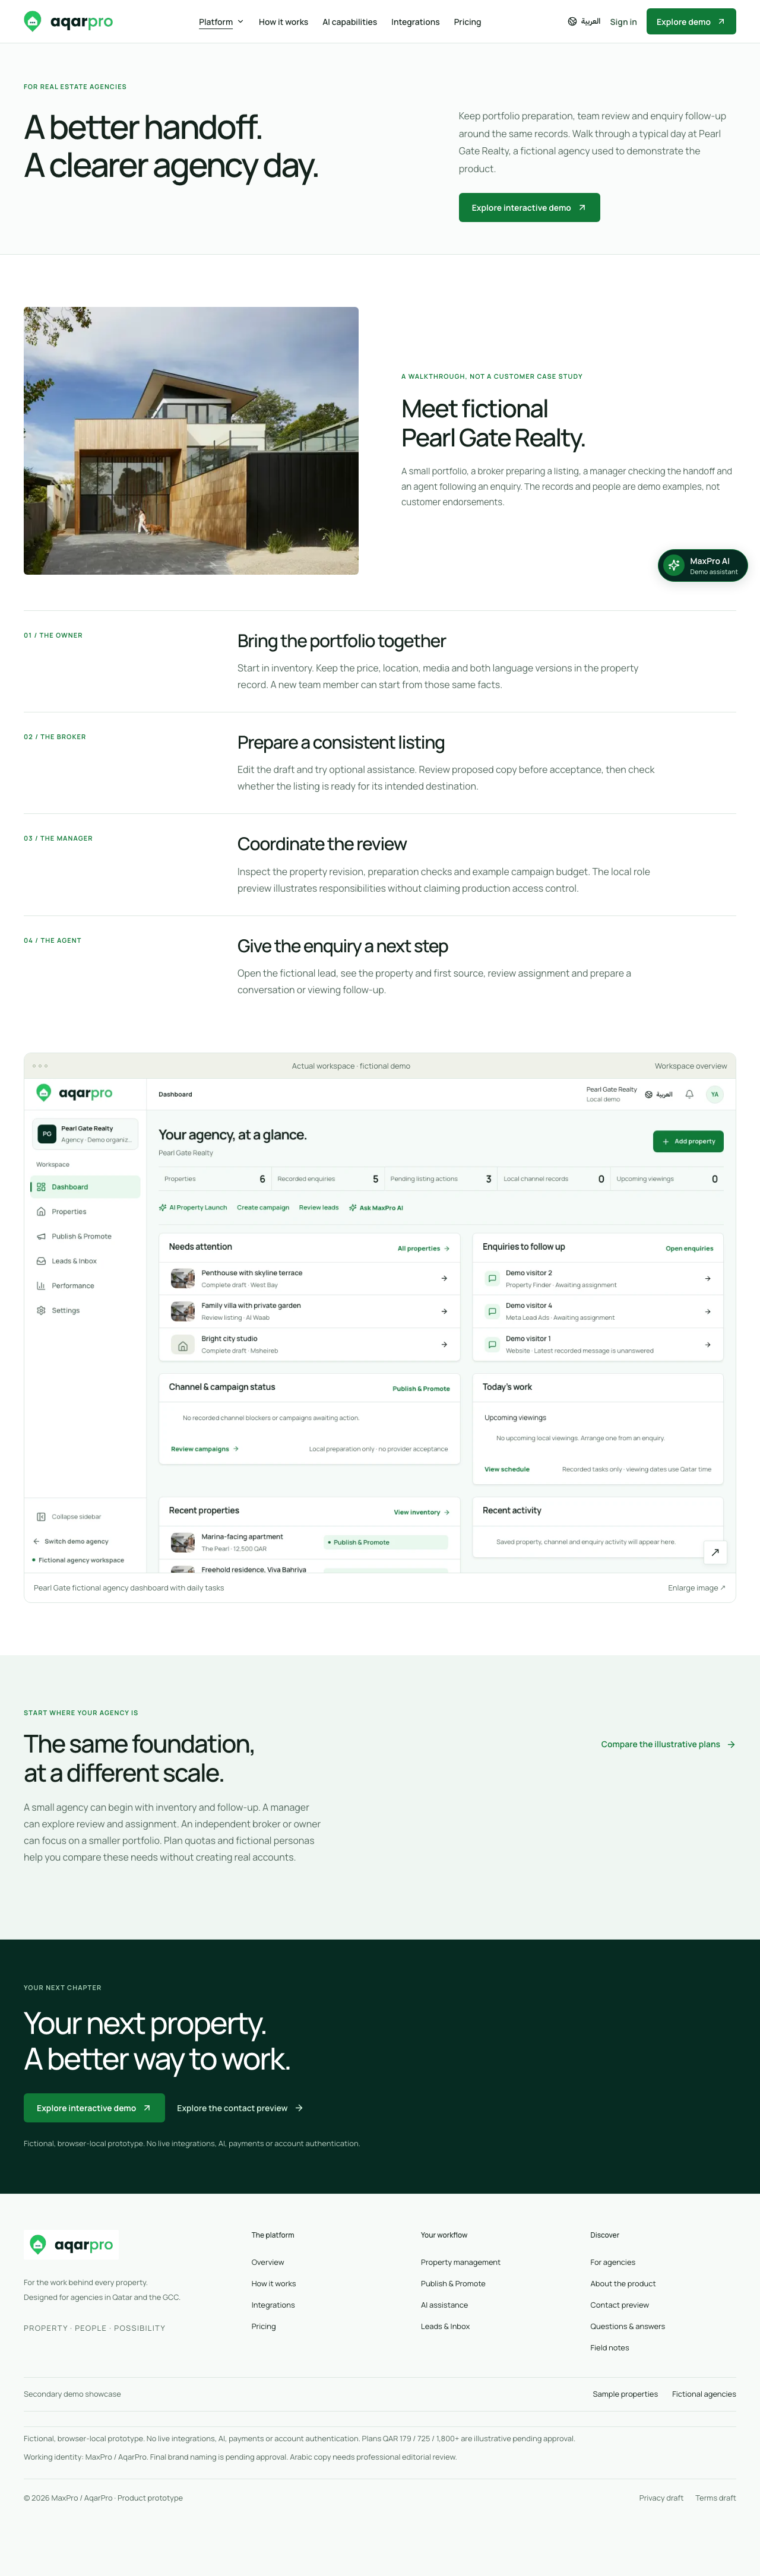 aqarpro
Platform
How it works
AI capabilities
Integrations
Pricing
العربية
Sign in
Explore demo
FOR REAL ESTATE AGENCIES
A better handoff.
A clearer agency day.
Keep portfolio preparation, team review and enquiry follow-up
around the same records. Walk through a typical day at Pearl
Gate Realty, a fictional agency used to demonstrate the
product.
Explore interactive demo
A WALKTHROUGH, NOT A CUSTOMER CASE STUDY
Meet fictional
Pearl Gate Realty.
A small portfolio, a broker preparing a listing, a manager checking the handoff and
an agent following an enquiry. The records and people are demo examples, not
customer endorsements.
MaxPro AI
Demo assistant
01 / THE OWNER
Bring the portfolio together
Start in inventory. Keep the price, location, media and both language versions in the property
record. A new team member can start from those same facts.
02 / THE BROKER
Prepare a consistent listing
Edit the draft and try optional assistance. Review proposed copy before acceptance, then check
whether the listing is ready for its intended destination.
03 / THE MANAGER
Coordinate the review
Inspect the property revision, preparation checks and example campaign budget. The local role
preview illustrates responsibilities without claiming production access control.
04 / THE AGENT
Give the enquiry a next step
Open the fictional lead, see the property and first source, review assignment and prepare a
conversation or viewing follow-up.
Actual workspace · fictional demo
Workspace overview
aqarpro
Dashboard
Pearl Gate Realty
Local demo
العربية
YA
PG
Pearl Gate Realty
Agency · Demo organiz...
Workspace
Dashboard
Properties
Publish & Promote
Leads & Inbox
Performance
Settings
Collapse sidebar
Switch demo agency
Fictional agency workspace
Your agency, at a glance.
Pearl Gate Realty
Add property
Properties 6
Recorded enquiries 5
Pending listing actions 3
Local channel records 0
Upcoming viewings 0
AI Property Launch
Create campaign
Review leads
Ask MaxPro AI
Needs attention
All properties
Penthouse with skyline terrace
Complete draft · West Bay
Family villa with private garden
Review listing · Al Waab
Bright city studio
Complete draft · Msheireb
Enquiries to follow up
Open enquiries
Demo visitor 2
Property Finder · Awaiting assignment
Demo visitor 4
Meta Lead Ads · Awaiting assignment
Demo visitor 1
Website · Latest recorded message is unanswered
Channel & campaign status
Publish & Promote
No recorded channel blockers or campaigns awaiting action.
Review campaigns
Local preparation only · no provider acceptance
Today's work
Upcoming viewings
No upcoming local viewings. Arrange one from an enquiry.
View schedule
Recorded tasks only · viewing dates use Qatar time
Recent properties
View inventory
Marina-facing apartment
The Pearl · 12,500 QAR
Publish & Promote
Freehold residence, Viva Bahriya
Recent activity
Saved property, channel and enquiry activity will appear here.
Pearl Gate fictional agency dashboard with daily tasks
Enlarge image ↗
START WHERE YOUR AGENCY IS
The same foundation,
at a different scale.
A small agency can begin with inventory and follow-up. A manager
can explore review and assignment. An independent broker or owner
can focus on a smaller portfolio. Plan quotas and fictional personas
help you compare these needs without creating real accounts.
Compare the illustrative plans
YOUR NEXT CHAPTER
Your next property.
A better way to work.
Explore interactive demo
Explore the contact preview
Fictional, browser-local prototype. No live integrations, AI, payments or account authentication.
aqarpro
For the work behind every property.
Designed for agencies in Qatar and the GCC.
PROPERTY · PEOPLE · POSSIBILITY
The platform
Overview
How it works
Integrations
Pricing
Your workflow
Property management
Publish & Promote
AI assistance
Leads & Inbox
Discover
For agencies
About the product
Contact preview
Questions & answers
Field notes
Secondary demo showcase
Sample properties
Fictional agencies
Fictional, browser-local prototype. No live integrations, AI, payments or account authentication. Plans QAR 179 / 725 / 1,800+ are illustrative pending approval.
Working identity: MaxPro / AqarPro. Final brand naming is pending approval. Arabic copy needs professional editorial review.
© 2026 MaxPro / AqarPro · Product prototype
Privacy draft
Terms draft